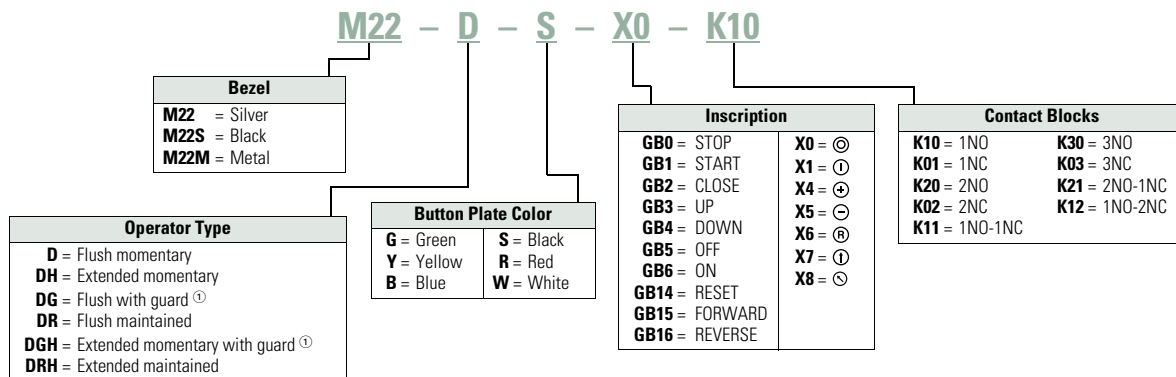 M22 – D – S – X0 – K10
Bezel
M22 = Silver
M22S = Black
M22M = Metal
Operator Type
D = Flush momentary
DH = Extended momentary
DG = Flush with guard ①
DR = Flush maintained
DGH = Extended momentary with guard ①
DRH = Extended maintained
Button Plate Color
G = Green
Y = Yellow
B = Blue
S = Black
R = Red
W = White
Inscription
GB0 = STOP
GB1 = START
GB2 = CLOSE
GB3 = UP
GB4 = DOWN
GB5 = OFF
GB6 = ON
GB14 = RESET
GB15 = FORWARD
GB16 = REVERSE
X0 = ◎
X1 = Ⓘ
X4 = ⊕
X5 = ⊖
X6 = Ⓡ
X7 = ⦶
X8 = ⦸
Contact Blocks
K10 = 1NO
K01 = 1NC
K20 = 2NO
K02 = 2NC
K11 = 1NO-1NC
K30 = 3NO
K03 = 3NC
K21 = 2NO-1NC
K12 = 1NO-2NC